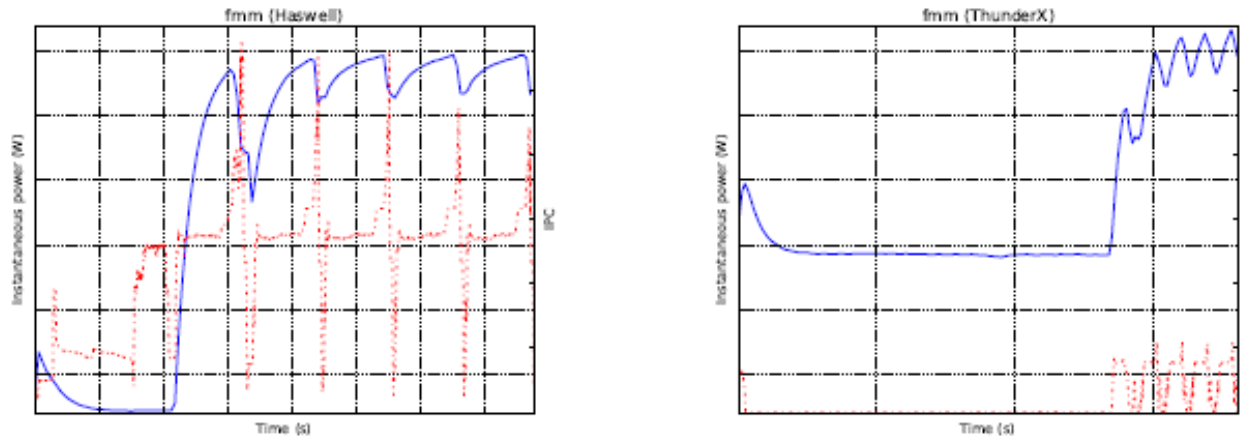 fmm (Haswell)
Instantaneous power (W)
IPC
Time (s)
fmm (ThunderX)
Instantaneous power (W)
Time (s)